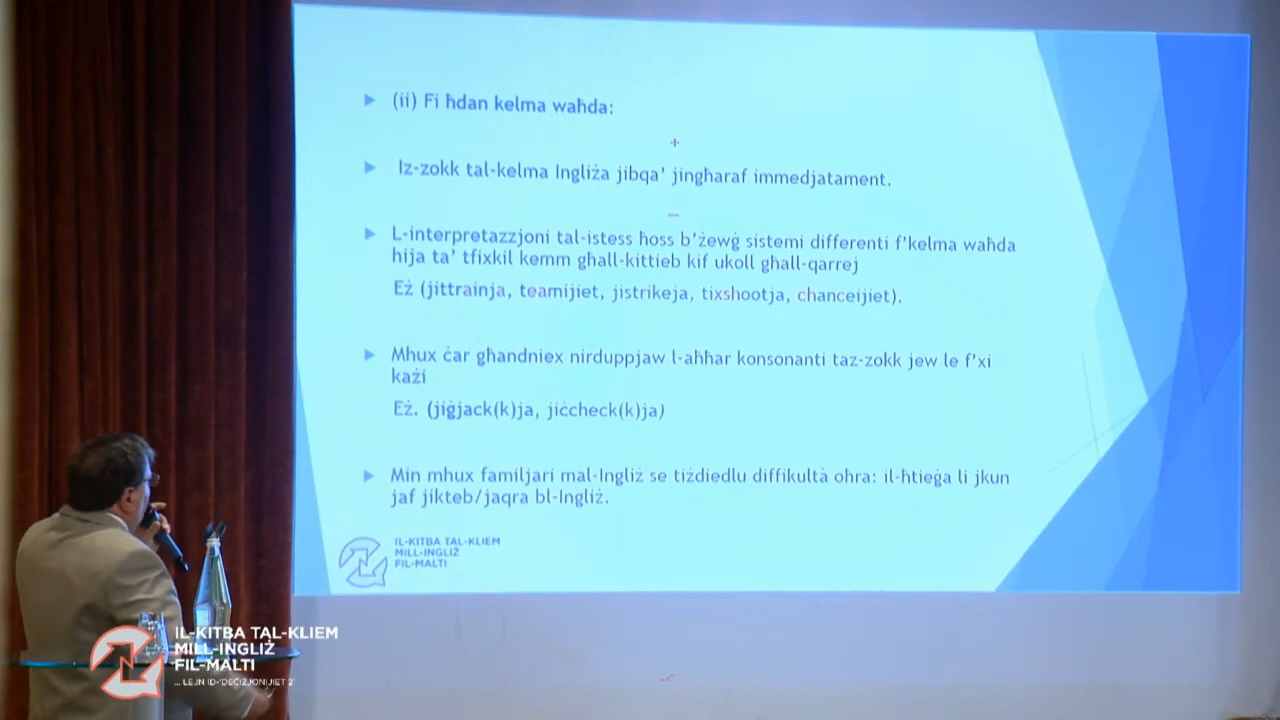 (ii) Fi ħdan kelma waħda:
+
Iz-zokk tal-kelma Ingliża jibqa' jingħaraf immedjatament.
—
L-interpretazzjoni tal-istess ħoss b'żewġ sistemi differenti f'kelma waħda
hija ta' tfixkil kemm għall-kittieb kif ukoll għall-qarrej
Eż (jittrainja, teamijiet, jistrikeja, tixshootja, chanceijiet).
Mhux ċar għandniex nirduppjaw l-aħħar konsonanti taz-zokk jew le f'xi
każi
Eż. (jiġjack(k)ja, jiċcheck(k)ja)
Min mhux familjari mal-Ingliż se tiżdiedlu diffikultà oħra: il-ħtieġa li jkun
jaf jikteb/jaqra bl-Ingliż.
IL-KITBA TAL-KLIEM
MILL-INGLIŻ
FIL-MALTI
IL-KITBA TAL-KLIEM
MILL-INGLIŻ
FIL-MALTI
... LEJN ID-'DEĊIŻJONIJIET 2'